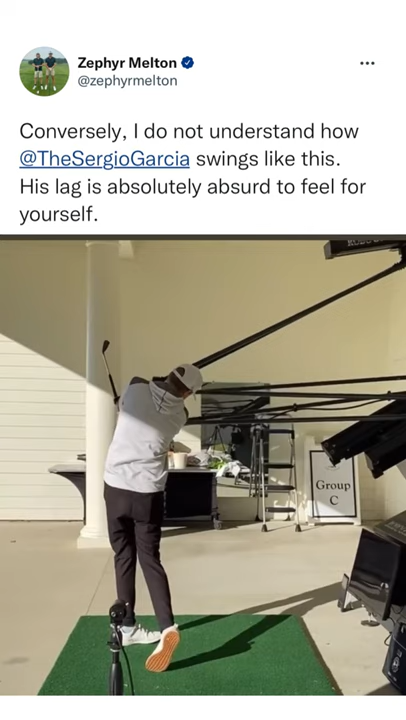 Zephyr Melton
@zephyrmelton
Conversely, I do not understand how
@TheSergioGarcia swings like this.
His lag is absolutely absurd to feel for
yourself.
Group
C